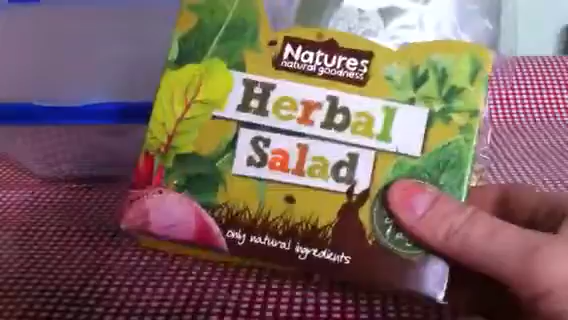 Natures
natural goodness
Herbal
Salad
only natural ingredients